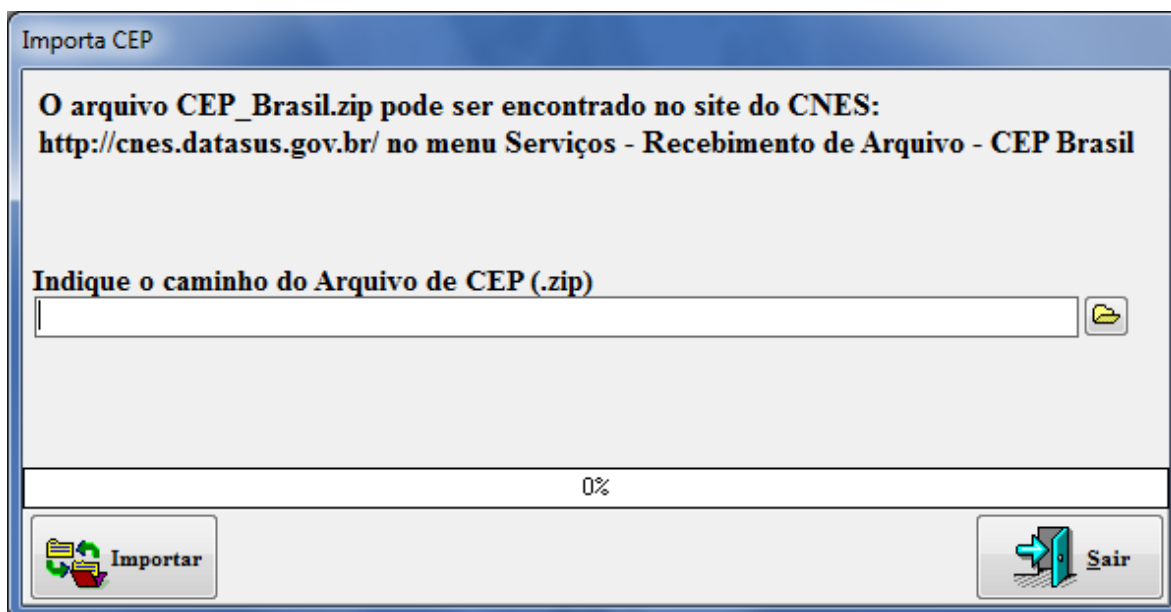 Importa CEP
O arquivo CEP_Brasil.zip pode ser encontrado no site do CNES:
http://cnes.datasus.gov.br/ no menu Serviços - Recebimento de Arquivo - CEP Brasil
Indique o caminho do Arquivo de CEP (.zip)
0%
Importar
Sair